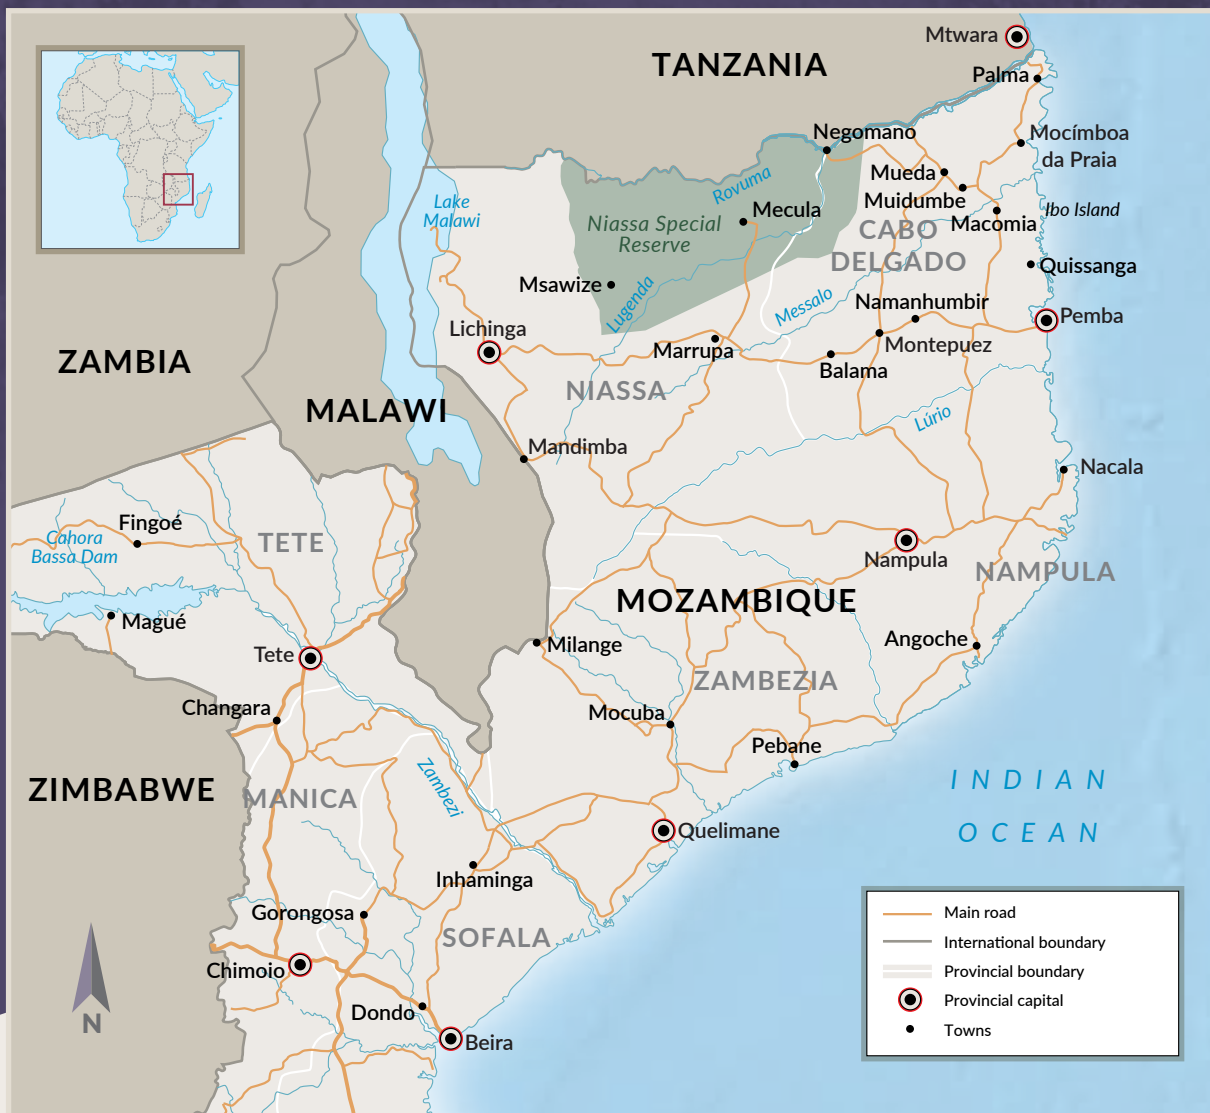 Mtwara
TANZANIA
Palma
Negomano
Mocímboa
da Praia
Mueda
Rovuma
Muidumbe
Lake
Malawi
Mecula
Ibo Island
Niassa Special
Reserve
Macomia
CABO
DELGADO
Quissanga
Msawize
Lugenda
Messalo
Namanhumbir
Pemba
Lichinga
Montepuez
Marrupa
ZAMBIA
Balama
NIASSA
MALAWI
Lúrio
Mandimba
Nacala
Fingoé
Cahora
Bassa Dam
TETE
Nampula
NAMPULA
MOZAMBIQUE
Magué
Angoche
Milange
Tete
ZAMBEZIA
Changara
Mocuba
Pebane
ZIMBABWE
Zambezi
INDIAN
OCEAN
MANICA
Quelimane
Inhaminga
Gorongosa
SOFALA
Chimoio
Dondo
Beira
N
Main road
International boundary
Provincial boundary
Provincial capital
Towns